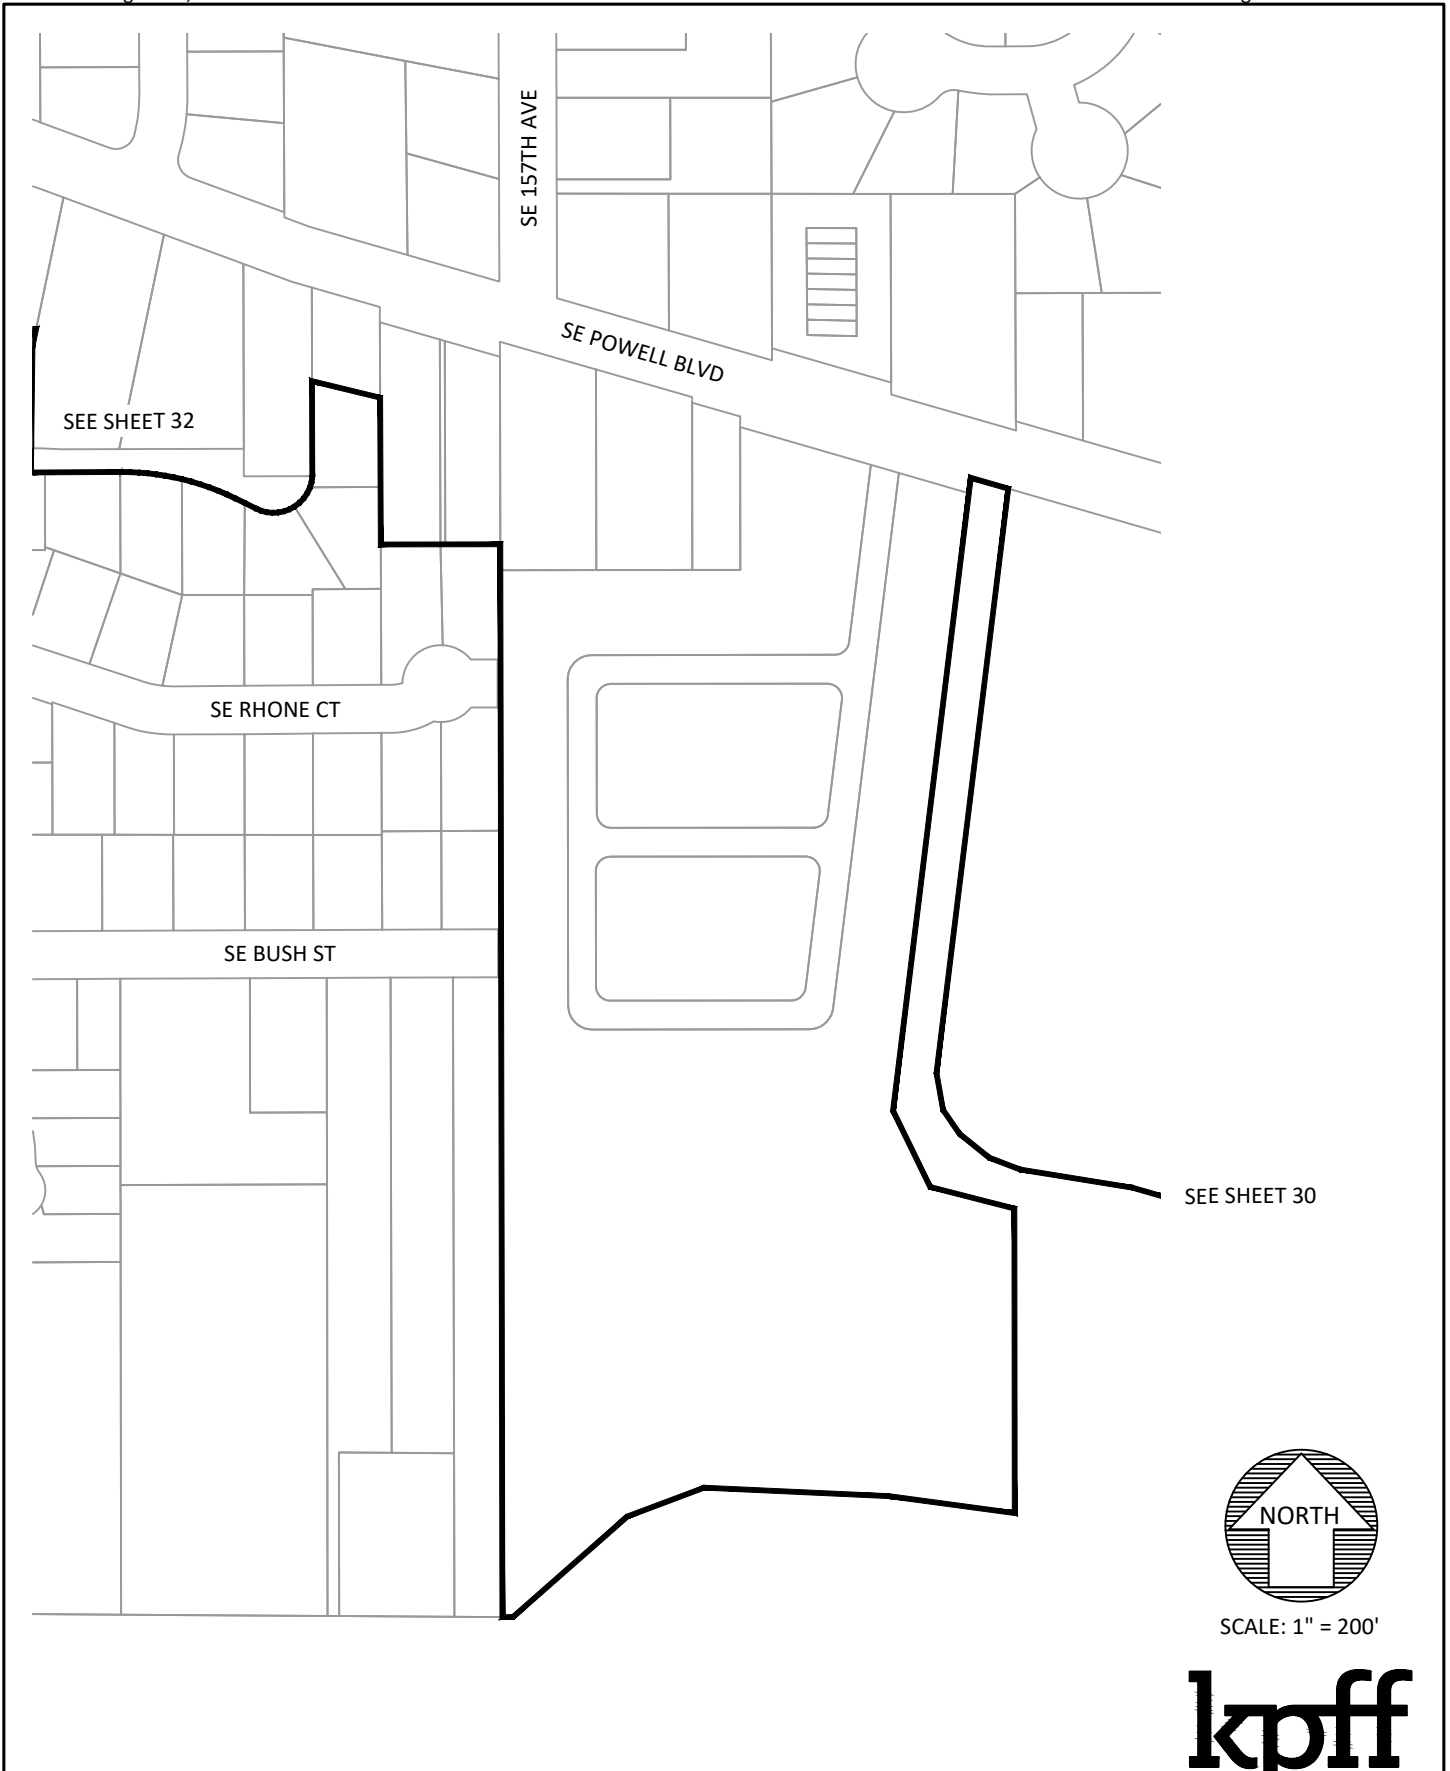 SE 157TH AVE
SE POWELL BLVD
SEE SHEET 32
SE RHONE CT
SE BUSH ST
SEE SHEET 30
NORTH
SCALE: 1" = 200'
kpff